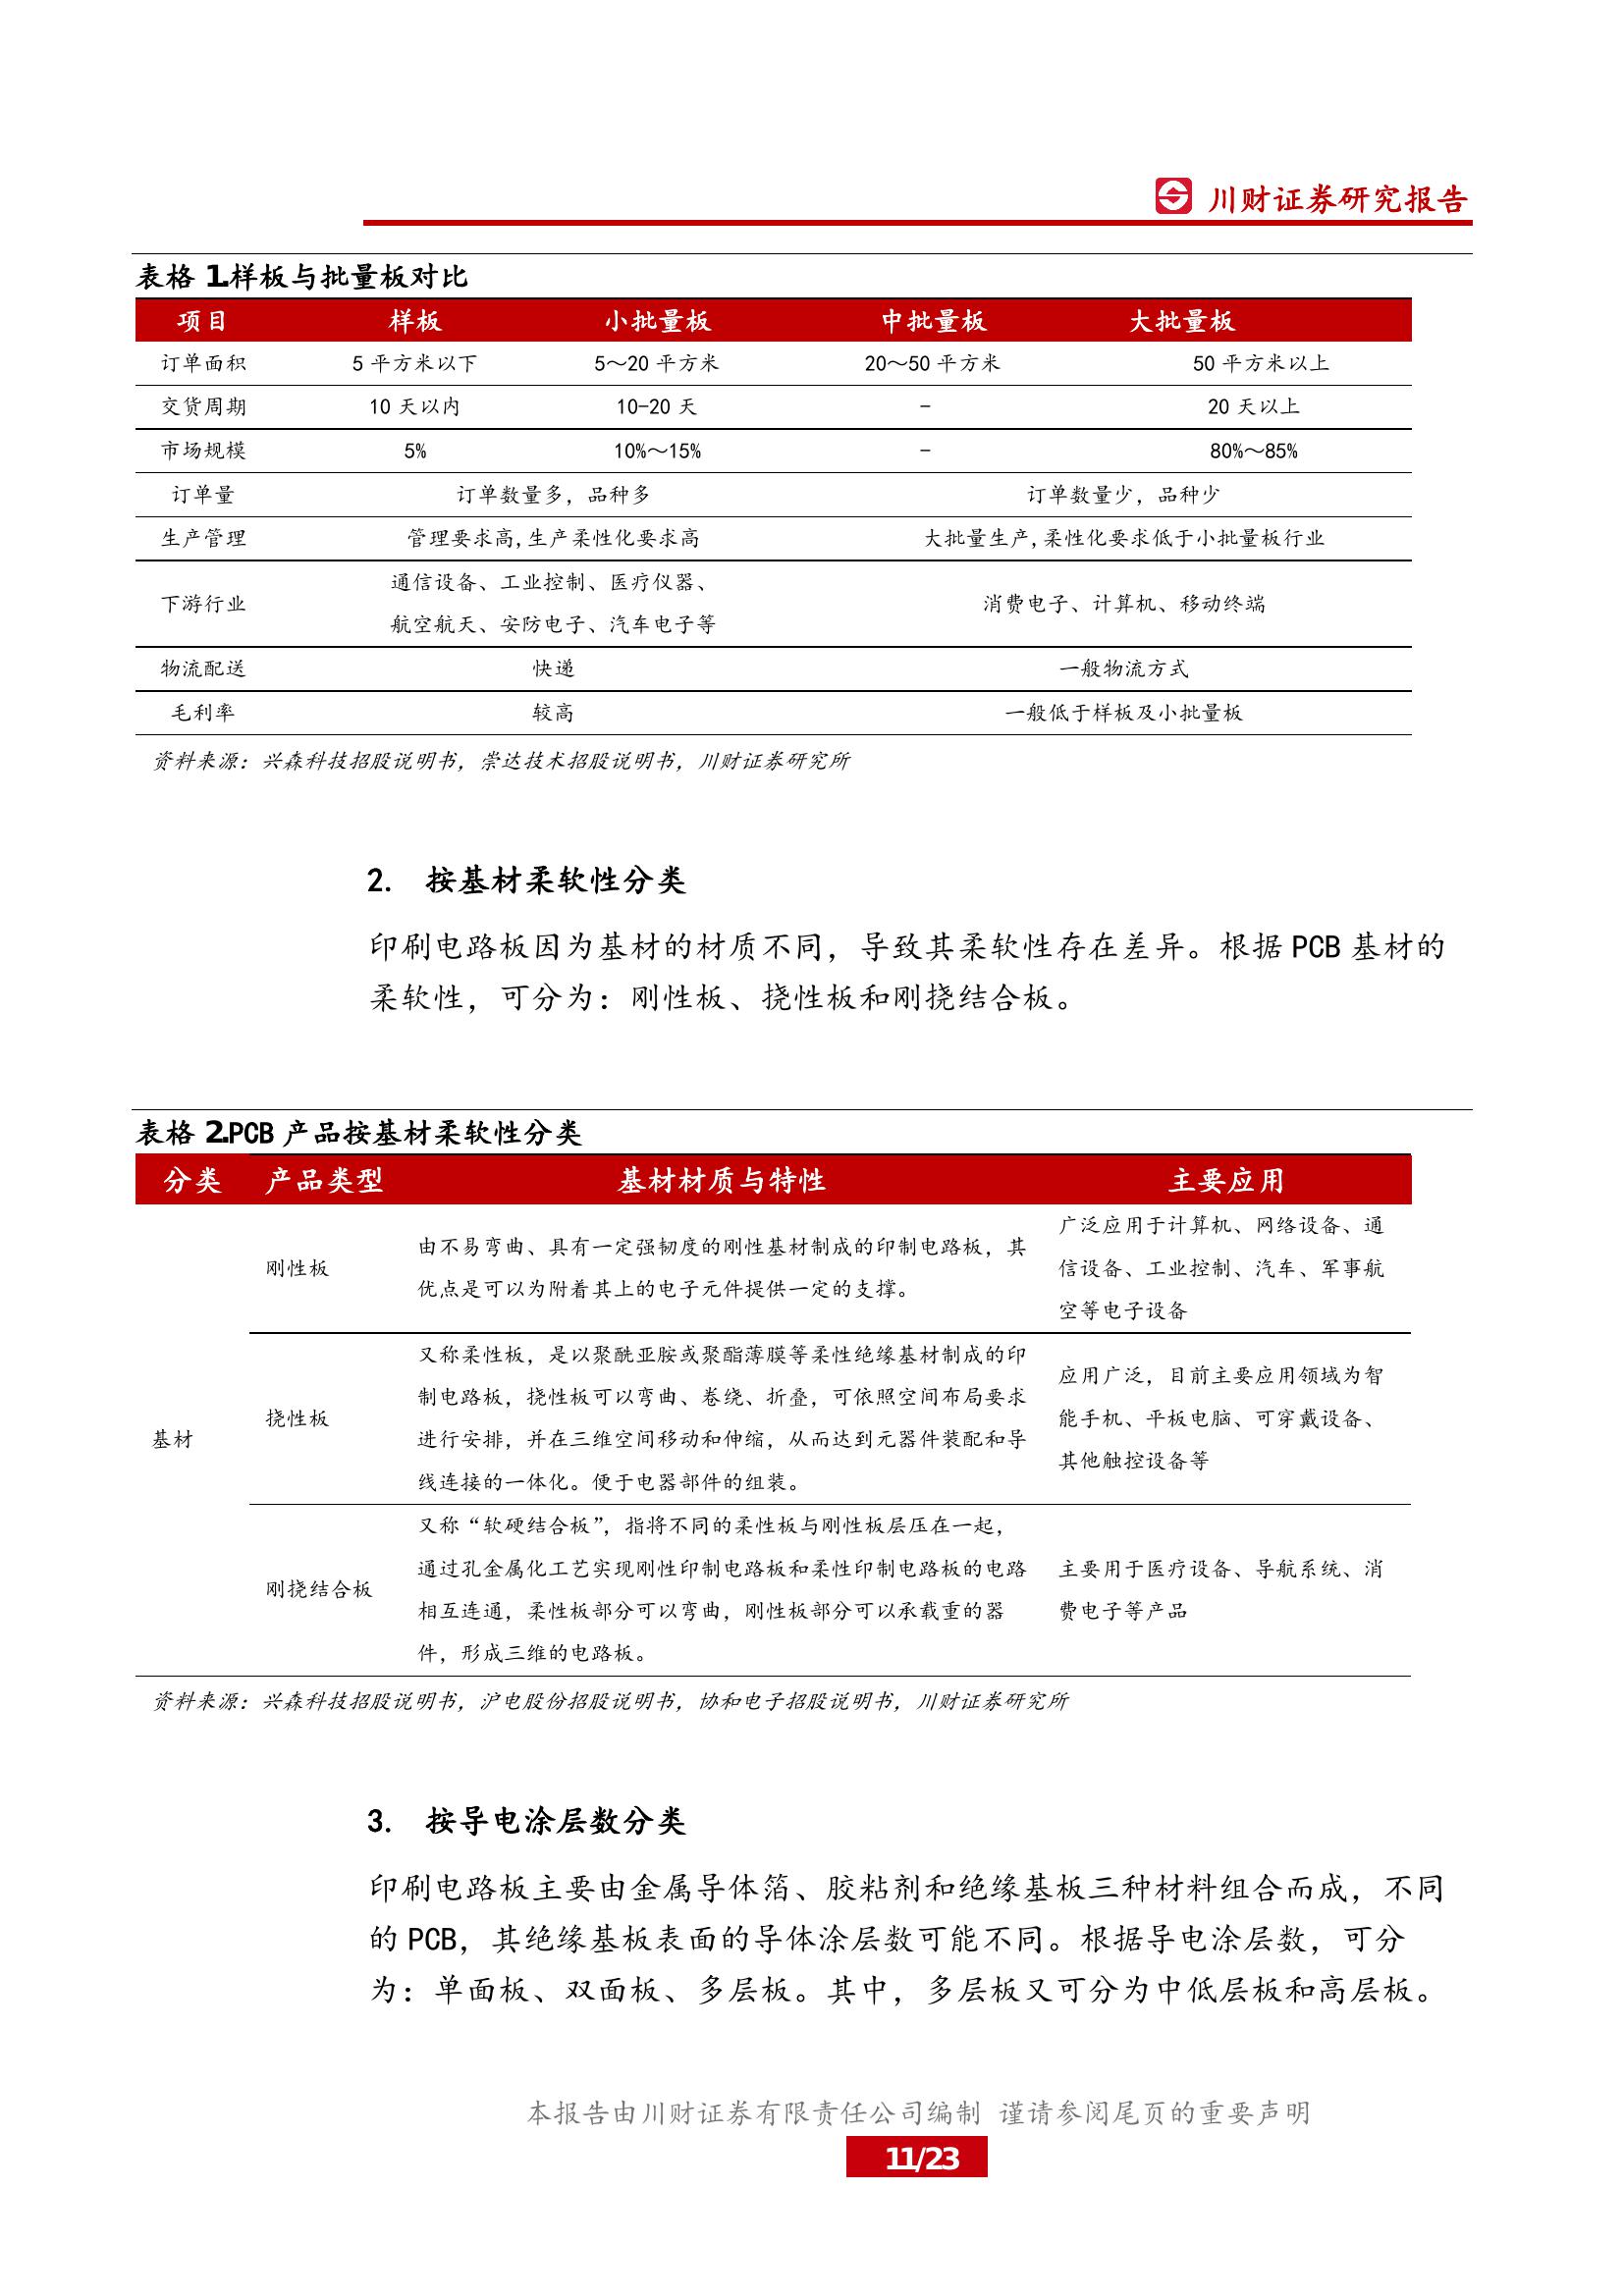 川财证券研究报告
表格 1.样板与批量板对比
项目 样板 小批量板 中批量板 大批量板
订单面积 5 平方米以下 5～20 平方米 20～50 平方米 50 平方米以上
交货周期 10 天以内 10-20 天 - 20 天以上
市场规模 5% 10%～15% - 80%～85%
订单量 订单数量多，品种多 订单数量少，品种少
生产管理 管理要求高,生产柔性化要求高 大批量生产,柔性化要求低于小批量板行业
下游行业 通信设备、工业控制、医疗仪器、
航空航天、安防电子、汽车电子等 消费电子、计算机、移动终端
物流配送 快递 一般物流方式
毛利率 较高 一般低于样板及小批量板
资料来源：兴森科技招股说明书，崇达技术招股说明书，川财证券研究所
2. 按基材柔软性分类
印刷电路板因为基材的材质不同，导致其柔软性存在差异。根据 PCB 基材的
柔软性，可分为：刚性板、挠性板和刚挠结合板。
表格 2.PCB 产品按基材柔软性分类
分类 产品类型 基材材质与特性 主要应用
基材
刚性板
由不易弯曲、具有一定强韧度的刚性基材制成的印制电路板，其
优点是可以为附着其上的电子元件提供一定的支撑。
广泛应用于计算机、网络设备、通
信设备、工业控制、汽车、军事航
空等电子设备
挠性板
又称柔性板，是以聚酰亚胺或聚酯薄膜等柔性绝缘基材制成的印
制电路板，挠性板可以弯曲、卷绕、折叠，可依照空间布局要求
进行安排，并在三维空间移动和伸缩，从而达到元器件装配和导
线连接的一体化。便于电器部件的组装。
应用广泛，目前主要应用领域为智
能手机、平板电脑、可穿戴设备、
其他触控设备等
刚挠结合板
又称“软硬结合板”，指将不同的柔性板与刚性板层压在一起，
通过孔金属化工艺实现刚性印制电路板和柔性印制电路板的电路
相互连通，柔性板部分可以弯曲，刚性板部分可以承载重的器
件，形成三维的电路板。
主要用于医疗设备、导航系统、消
费电子等产品
资料来源：兴森科技招股说明书，沪电股份招股说明书，协和电子招股说明书，川财证券研究所
3. 按导电涂层数分类
印刷电路板主要由金属导体箔、胶粘剂和绝缘基板三种材料组合而成，不同
的 PCB，其绝缘基板表面的导体涂层数可能不同。根据导电涂层数，可分
为：单面板、双面板、多层板。其中，多层板又可分为中低层板和高层板。
本报告由川财证券有限责任公司编制 谨请参阅尾页的重要声明
11/23